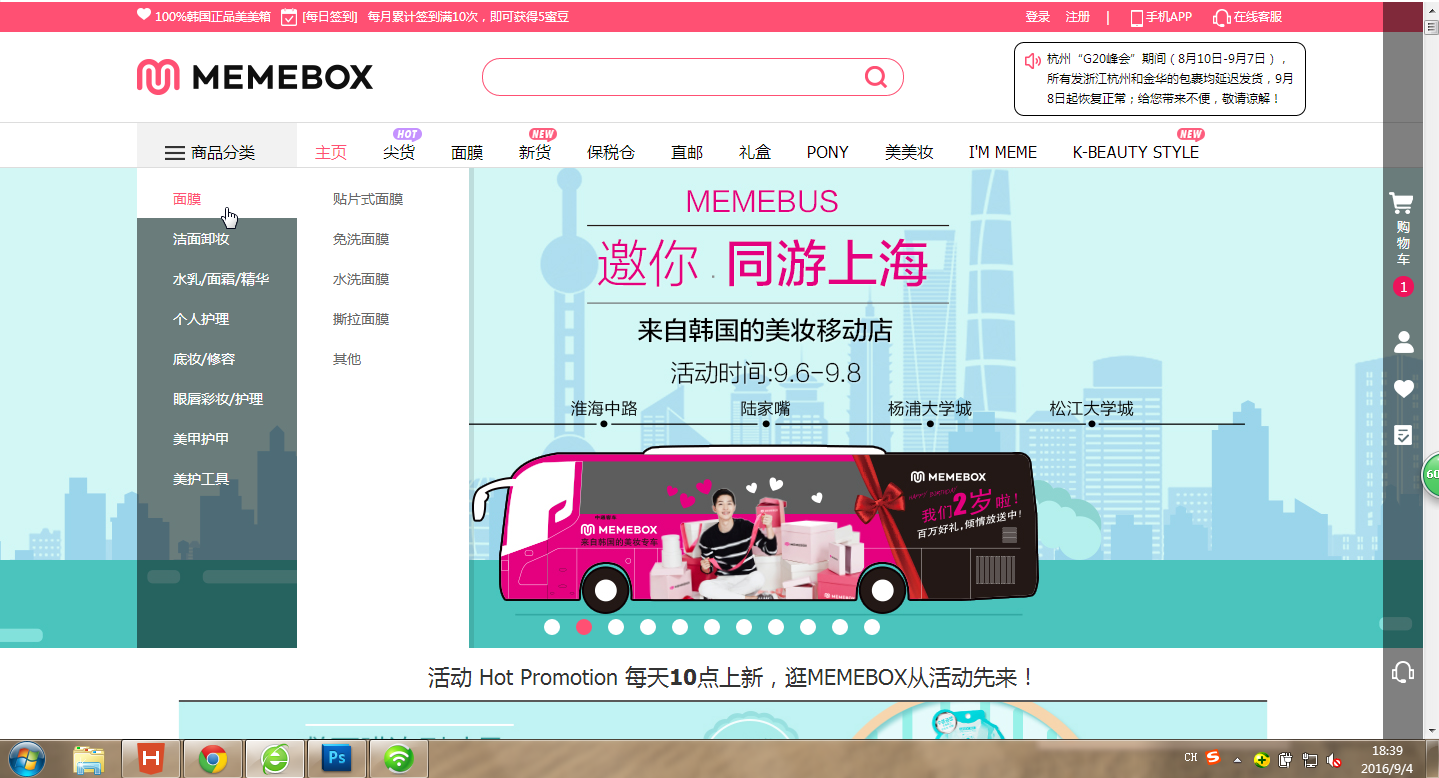 100%韩国正品美美箱 [每日签到] 每月累计签到满10次，即可获得5蜜豆
登录 注册 | 手机APP 在线客服
MEMEBOX
杭州“G20峰会”期间（8月10日-9月7日），
所有发浙江杭州和金华的包裹均延迟发货，9月
8日起恢复正常；给您带来不便，敬请谅解！
HOT NEW NEW
商品分类 主页 尖货 面膜 新货 保税仓 直邮 礼盒 PONY 美美妆 I'M MEME K-BEAUTY STYLE
面膜
洁面卸妆
水乳/面霜/精华
个人护理
底妆/修容
眼唇彩妆/护理
美甲护甲
美护工具
贴片式面膜
免洗面膜
水洗面膜
撕拉面膜
其他
MEMEBUS
邀你·同游上海
来自韩国的美妆移动店
活动时间:9.6-9.8
淮海中路 陆家嘴 杨浦大学城 松江大学城
MEMEBOX
来自韩国的美妆专车
MEMEBOX
HAPPY BIRTHDAY
我们2岁啦！
百万好礼,倾情放送中!
购
物
车
1
60
活动 Hot Promotion 每天10点上新，逛MEMEBOX从活动先来！
H
Ps
CH
S
18:39
2016/9/4